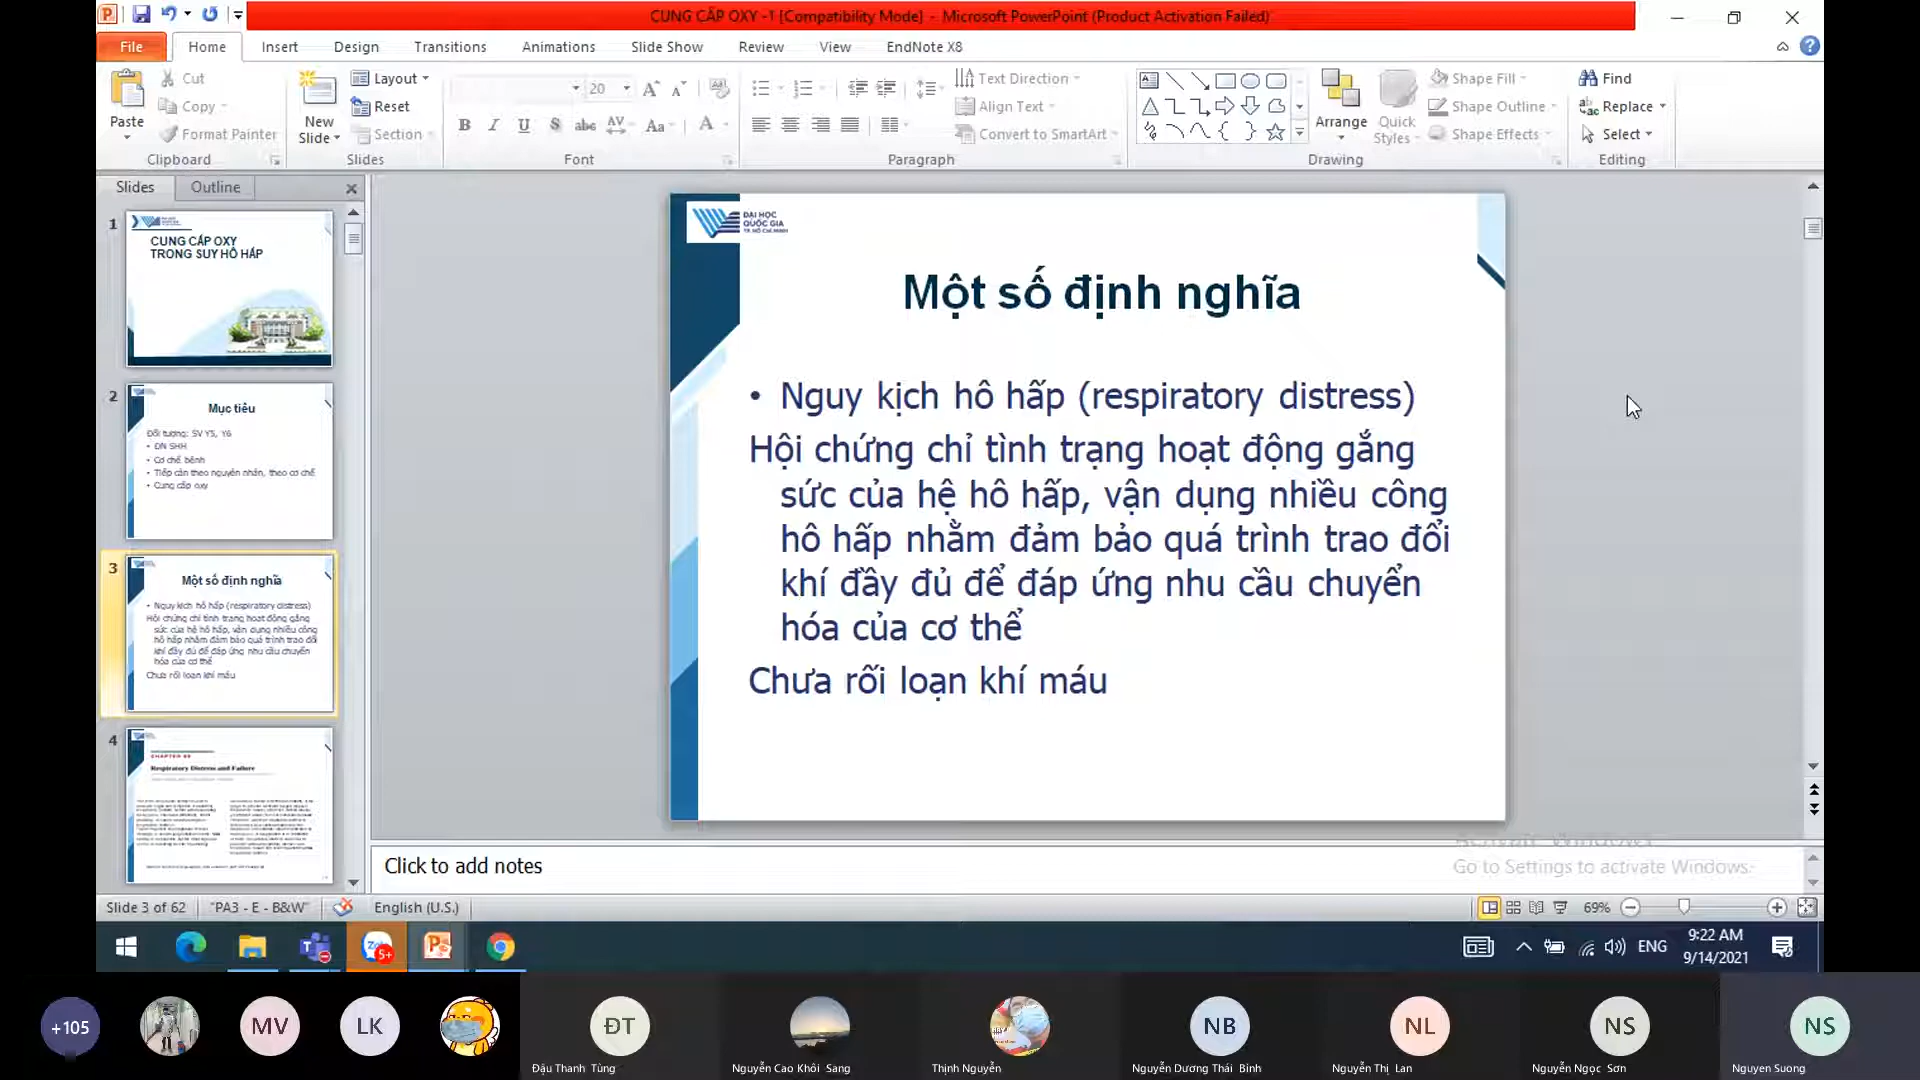 CUNG CẤP OXY -1 [Compatibility Mode] - Microsoft PowerPoint (Product Activation Failed)
File Home Insert Design Transitions Animations Slide Show Review View EndNote X8
Paste
Cut
Copy
Format Painter
Clipboard
New Slide
Layout
Reset
Section
Slides
20
Font
Text Direction
Align Text
Convert to SmartArt
Paragraph
Arrange
Quick Styles
Shape Fill
Shape Outline
Shape Effects
Drawing
Find
Replace
Select
Editing
Slides Outline
1
CUNG CẤP OXY
TRONG SUY HÔ HẤP
2
Mục tiêu
Đối tượng: SV Y5, Y6
• ĐN SHH
• Cơ chế bệnh
• Tiếp cận theo nguyên nhân, theo cơ chế
• Cung cấp oxy
3
Một số định nghĩa
• Nguy kịch hô hấp (respiratory distress)
Hội chứng chỉ tình trạng hoạt động gắng
sức của hệ hô hấp, vận dụng nhiều công
hô hấp nhằm đảm bảo quá trình trao đổi
khí đầy đủ để đáp ứng nhu cầu chuyển
hóa của cơ thể
Chưa rối loạn khí máu
4
Respiratory Distress and Failure
ĐẠI HỌC
QUỐC GIA
TP. HỒ CHÍ MINH
Một số định nghĩa
• Nguy kịch hô hấp (respiratory distress)
Hội chứng chỉ tình trạng hoạt động gắng
sức của hệ hô hấp, vận dụng nhiều công
hô hấp nhằm đảm bảo quá trình trao đổi
khí đầy đủ để đáp ứng nhu cầu chuyển
hóa của cơ thể
Chưa rối loạn khí máu
Click to add notes
Activate Windows
Go to Settings to activate Windows.
Slide 3 of 62 "PA3 - E - B&W" English (U.S.) 69%
5+
ENG
9:22 AM
9/14/2021
+105 MV LK ĐT NB NL NS NS
Đậu Thanh Tùng Nguyễn Cao Khôi Sang Thịnh Nguyễn Nguyễn Dương Thái Bình Nguyễn Thị Lan Nguyễn Ngọc Sơn Nguyen Suong